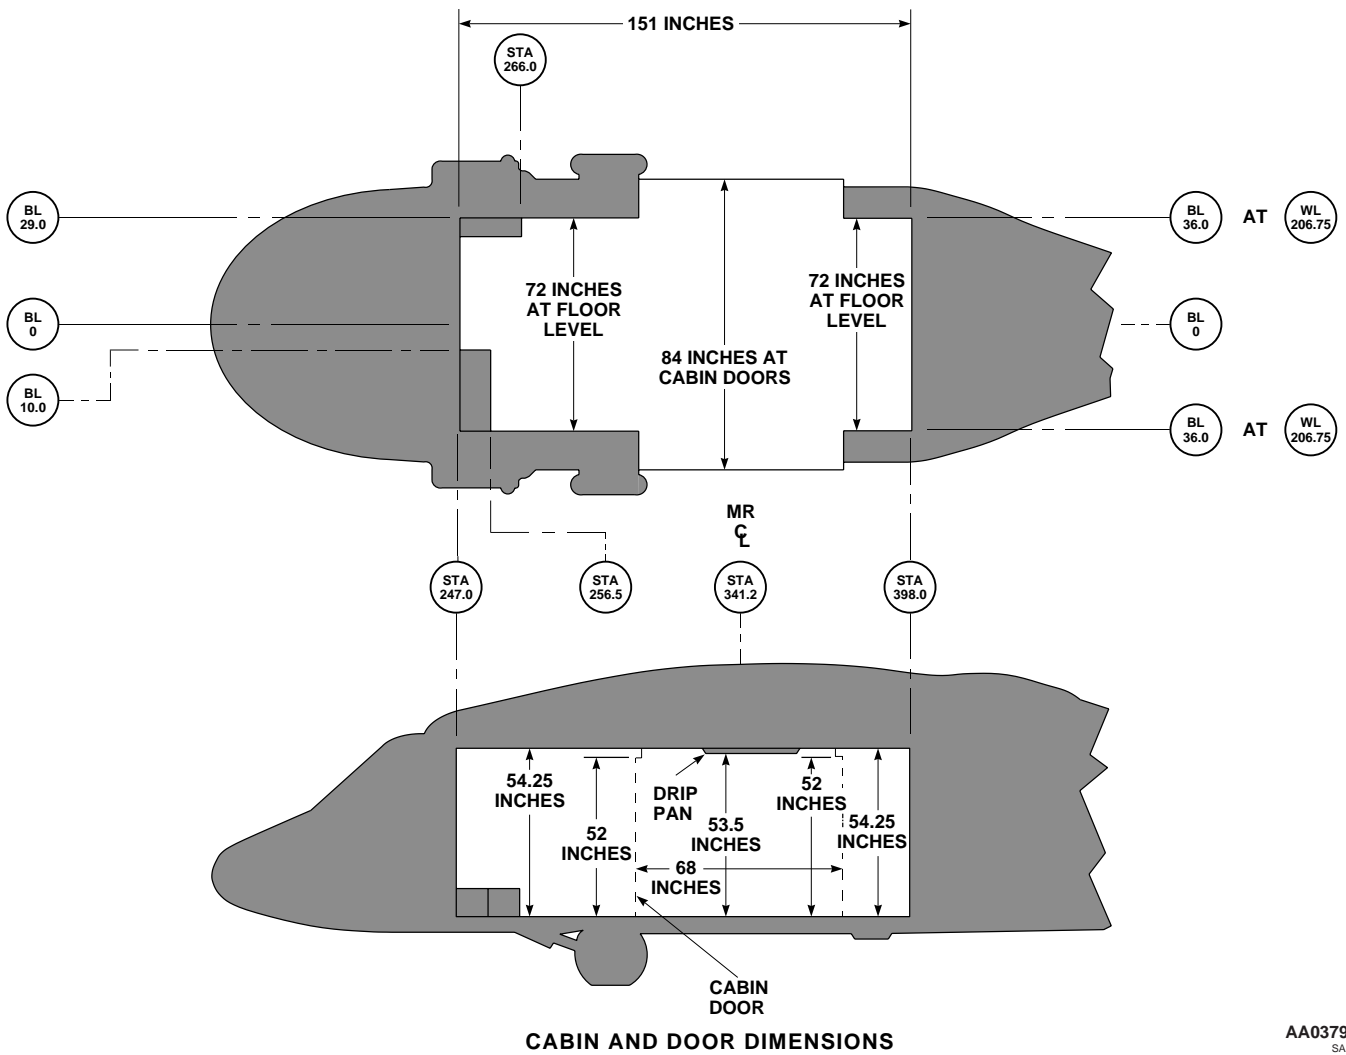 151 INCHES
STA
266.0
BL
29.0
BL
36.0
AT
WL
206.75
72 INCHES
AT FLOOR
LEVEL
72 INCHES
AT FLOOR
LEVEL
BL
0
BL
0
84 INCHES AT
CABIN DOORS
BL
10.0
BL
36.0
AT
WL
206.75
MR
CL
STA
247.0
STA
256.5
STA
341.2
STA
398.0
54.25
INCHES
52
INCHES
DRIP
PAN
53.5
INCHES
52
INCHES
54.25
INCHES
68
INCHES
CABIN
DOOR
CABIN AND DOOR DIMENSIONS
AA0379
SA